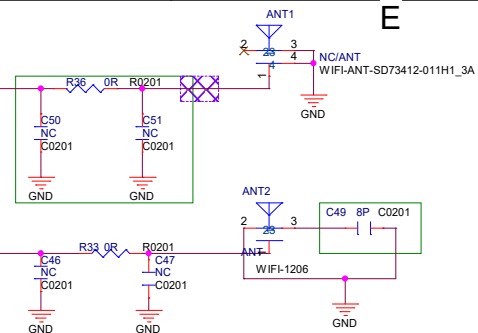 ANT1
E
2
3
23
4
4
1
NC/ANT
WIFI-ANT-SD73412-011H1_3A
GND
R36
0R
R0201
C50
NC
C0201
C51
NC
C0201
GND
GND
ANT2
2
3
23
ANT
WIFI-1206
C49
8P
C0201
GND
R33
0R
R0201
C46
NC
C0201
C47
NC
C0201
GND
GND